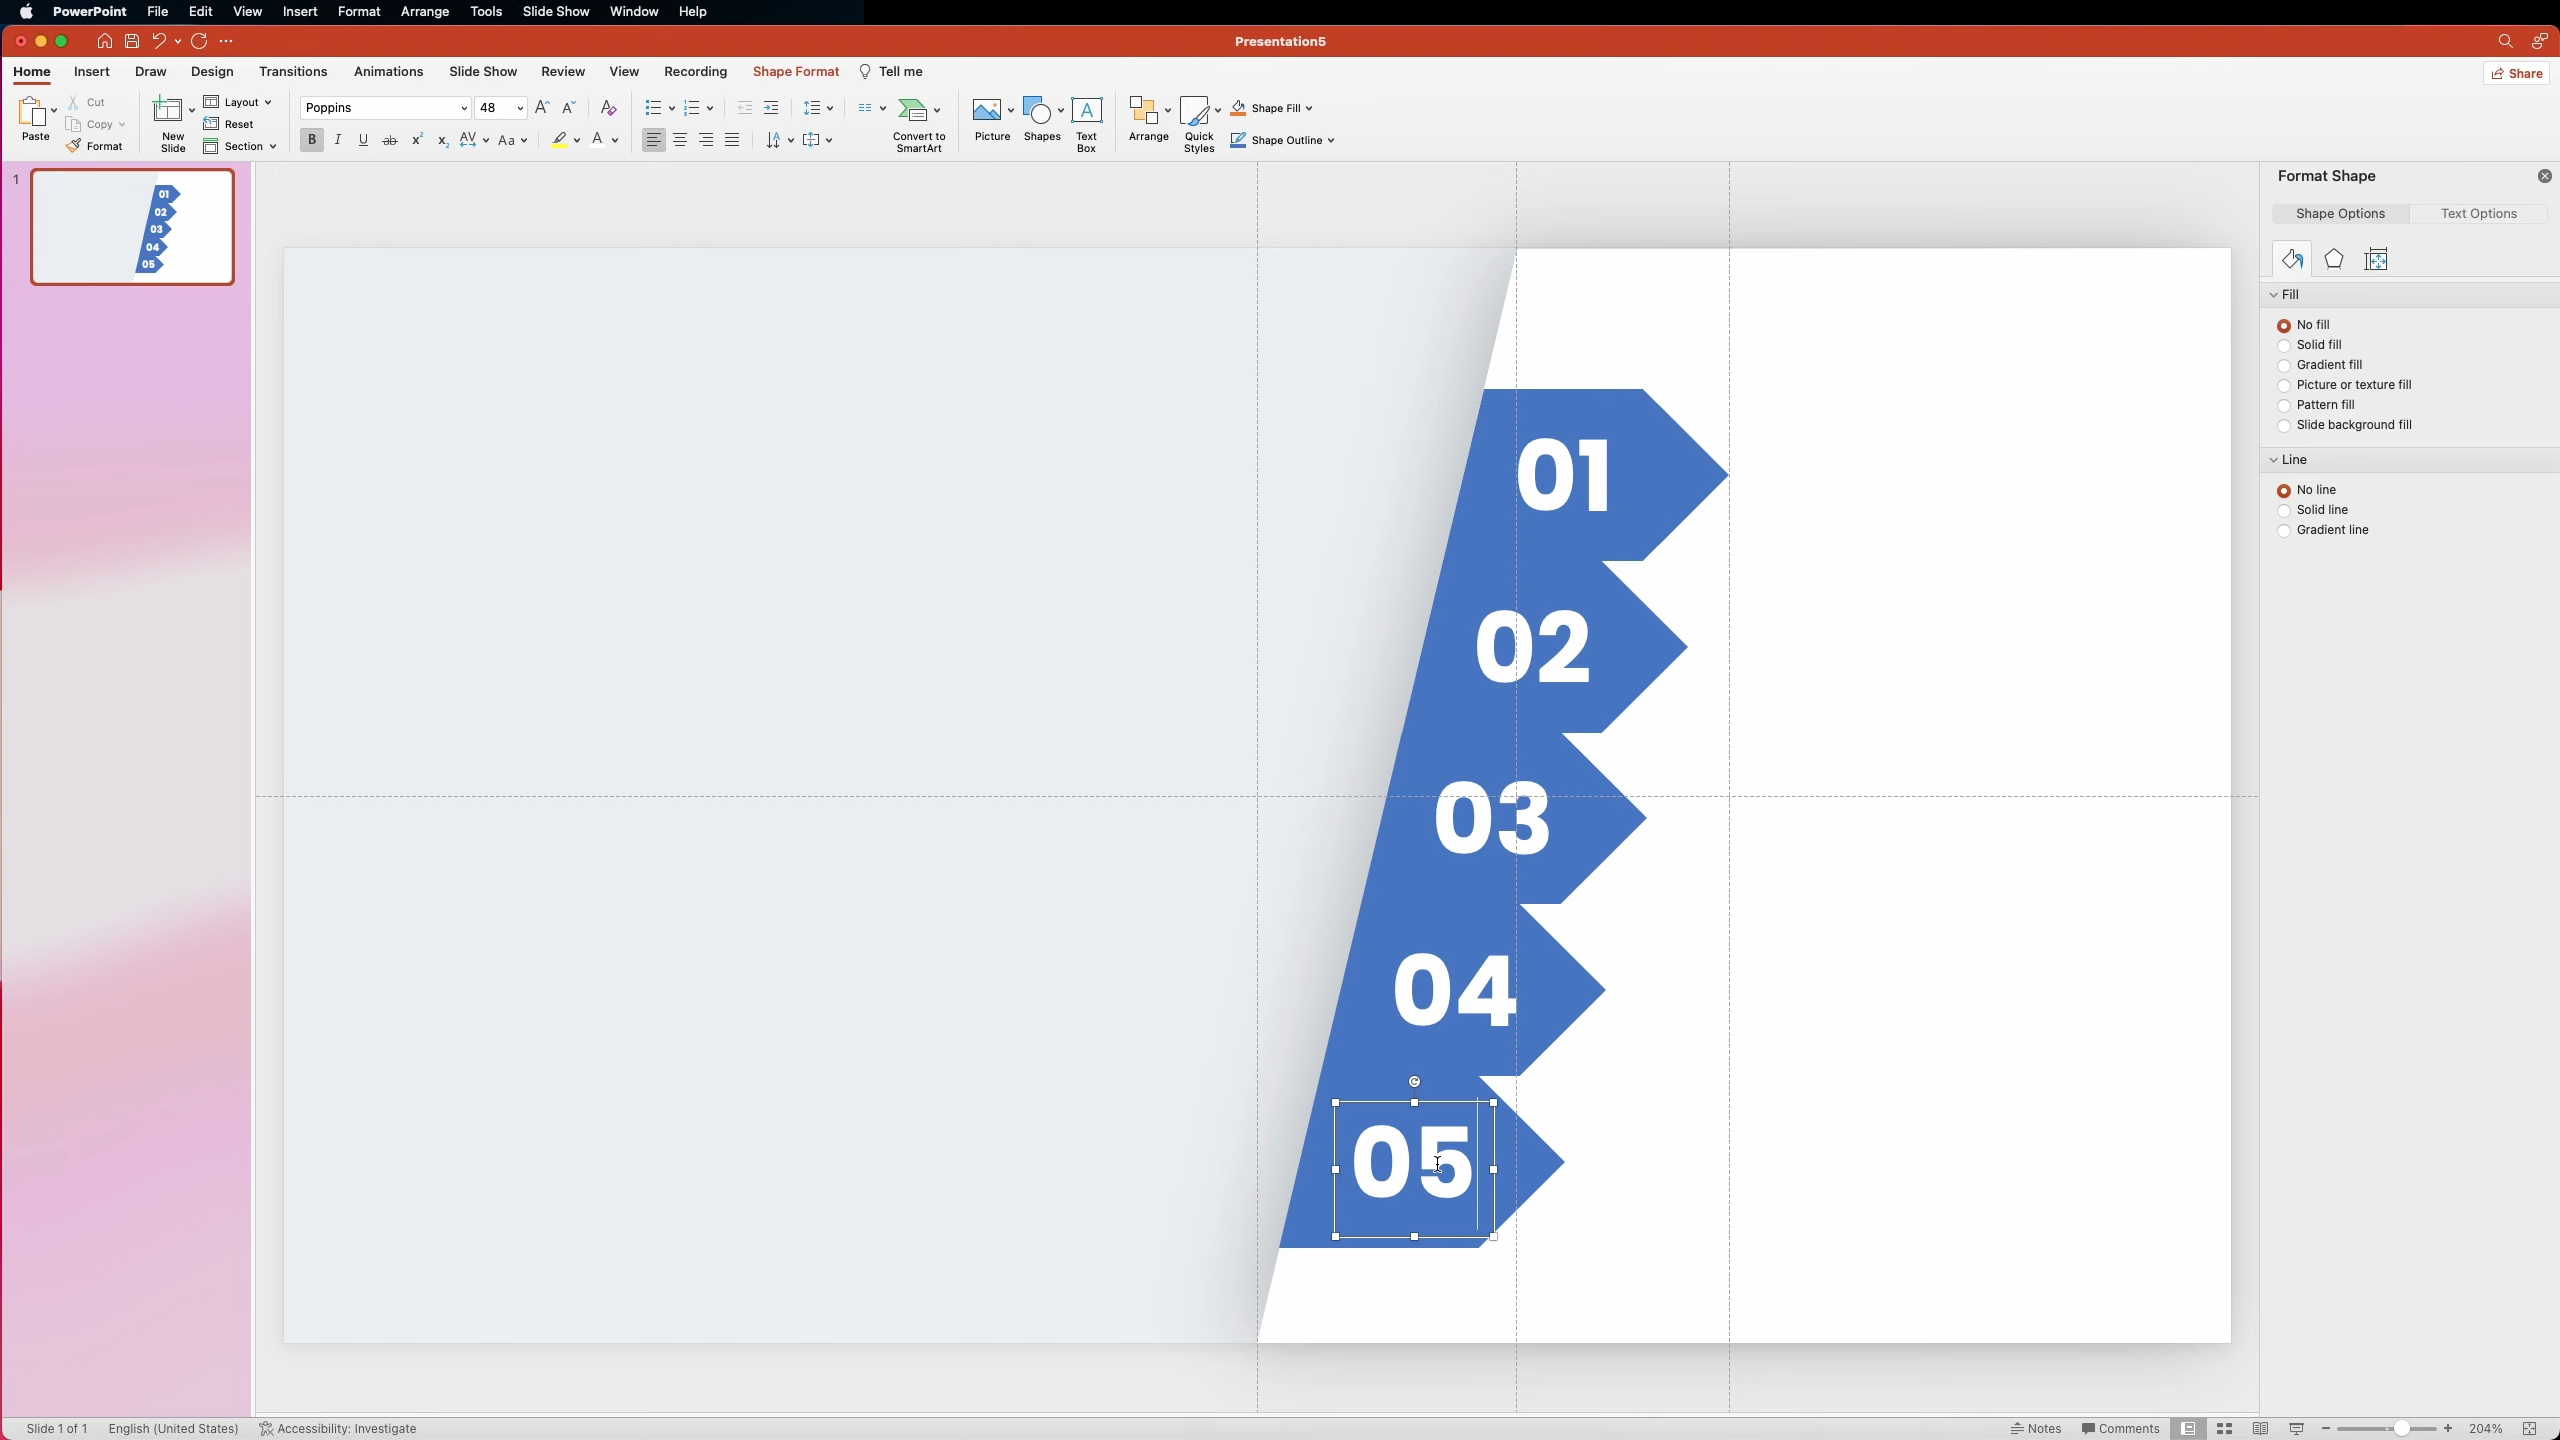 PowerPoint File Edit View Insert Format Arrange Tools Slide Show Window Help
Presentation5
Home Insert Draw Design Transitions Animations Slide Show Review View Recording Shape Format Tell me Share
Paste Cut Copy Format
New Slide Layout Reset Section
Poppins 48
Convert to SmartArt
Picture Shapes Text Box Arrange Quick Styles Shape Fill Shape Outline
1
01
02
03
04
05
01
02
03
04
05
Format Shape
Shape Options Text Options
Fill
No fill
Solid fill
Gradient fill
Picture or texture fill
Pattern fill
Slide background fill
Line
No line
Solid line
Gradient line
Slide 1 of 1 English (United States) Accessibility: Investigate Notes Comments 204%